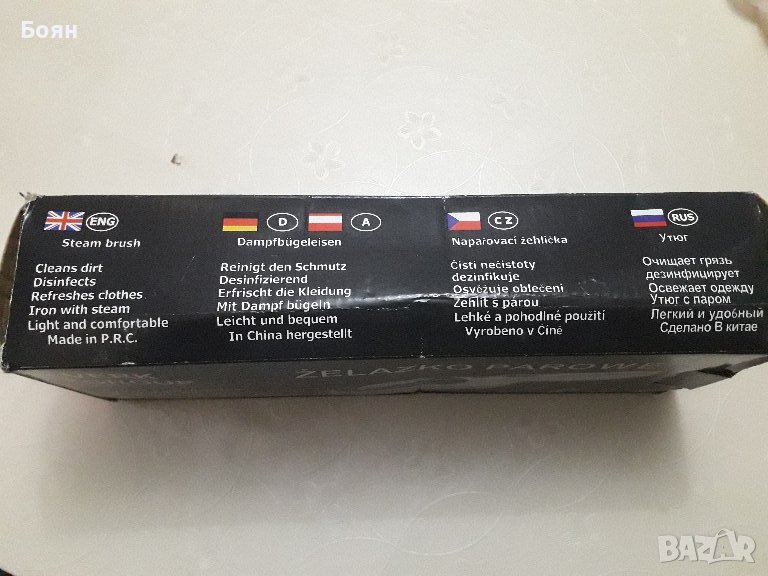 Боян
ENG
Steam brush
Cleans dirt
Disinfects
Refreshes clothes
Iron with steam
Light and comfortable
Made in P.R.C.
D A
Dampfbügeleisen
Reinigt den Schmutz
Desinfizierend
Erfrischt die Kleidung
Mit Dampf bügeln
Leicht und bequem
In China hergestellt
CZ
Napařovací žehlička
Čistí nečistoty
dezinfikuje
Osvěžuje oblečení
Žehlit s párou
Lehké a pohodlné použití
Vyrobeno v Číně
RUS
Утюг
Очищает грязь
дезинфицирует
Освежает одежду
Утюг с паром
Легкий и удобный
Сделано В китае
ŻELAZKO PAROWE
BAZAR